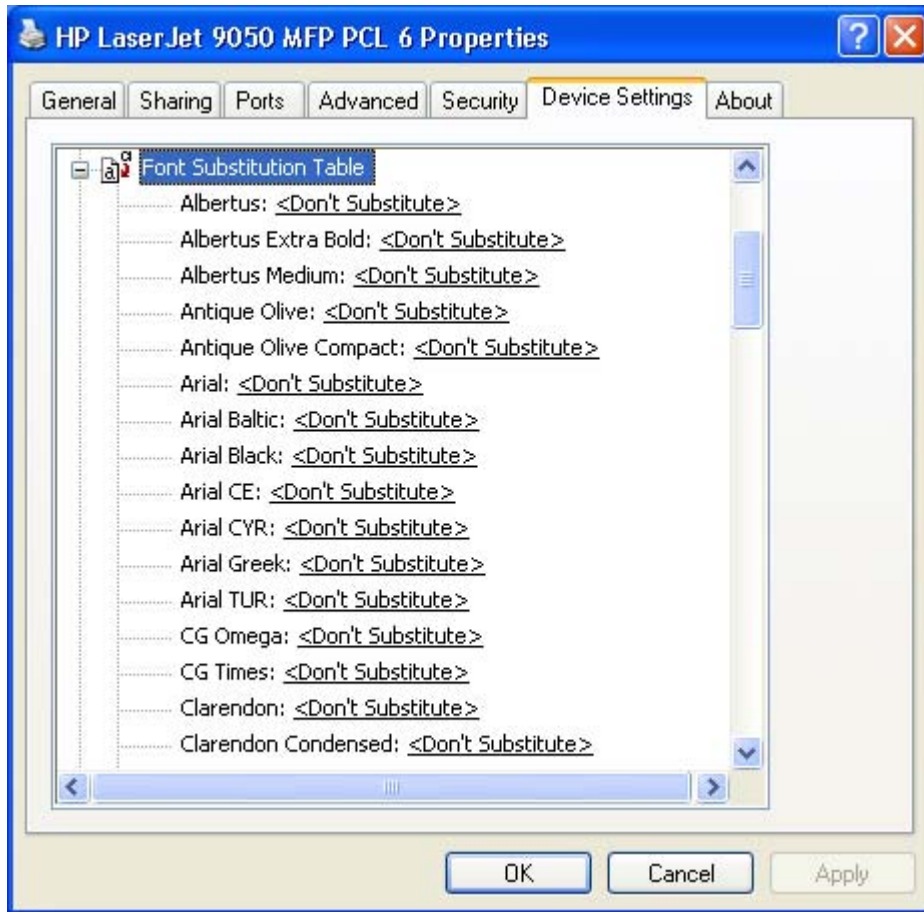 HP LaserJet 9050 MFP PCL 6 Properties
General Sharing Ports Advanced Security Device Settings About
Font Substitution Table
Albertus: <Don't Substitute>
Albertus Extra Bold: <Don't Substitute>
Albertus Medium: <Don't Substitute>
Antique Olive: <Don't Substitute>
Antique Olive Compact: <Don't Substitute>
Arial: <Don't Substitute>
Arial Baltic: <Don't Substitute>
Arial Black: <Don't Substitute>
Arial CE: <Don't Substitute>
Arial CYR: <Don't Substitute>
Arial Greek: <Don't Substitute>
Arial TUR: <Don't Substitute>
CG Omega: <Don't Substitute>
CG Times: <Don't Substitute>
Clarendon: <Don't Substitute>
Clarendon Condensed: <Don't Substitute>
OK Cancel Apply